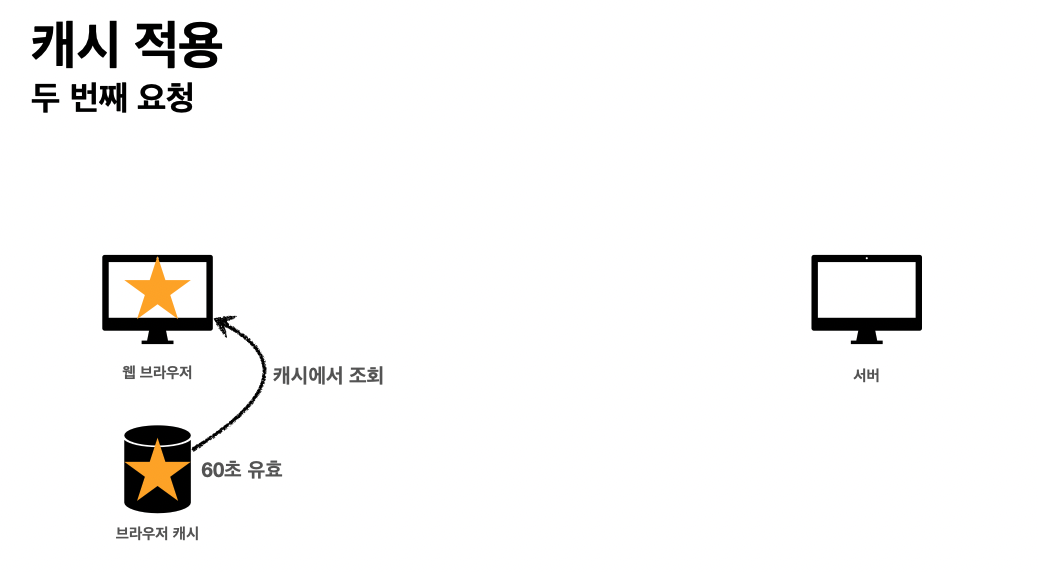 캐시 적용
두 번째 요청
웹 브라우저
캐시에서 조회
서버
60초 유효
브라우저 캐시